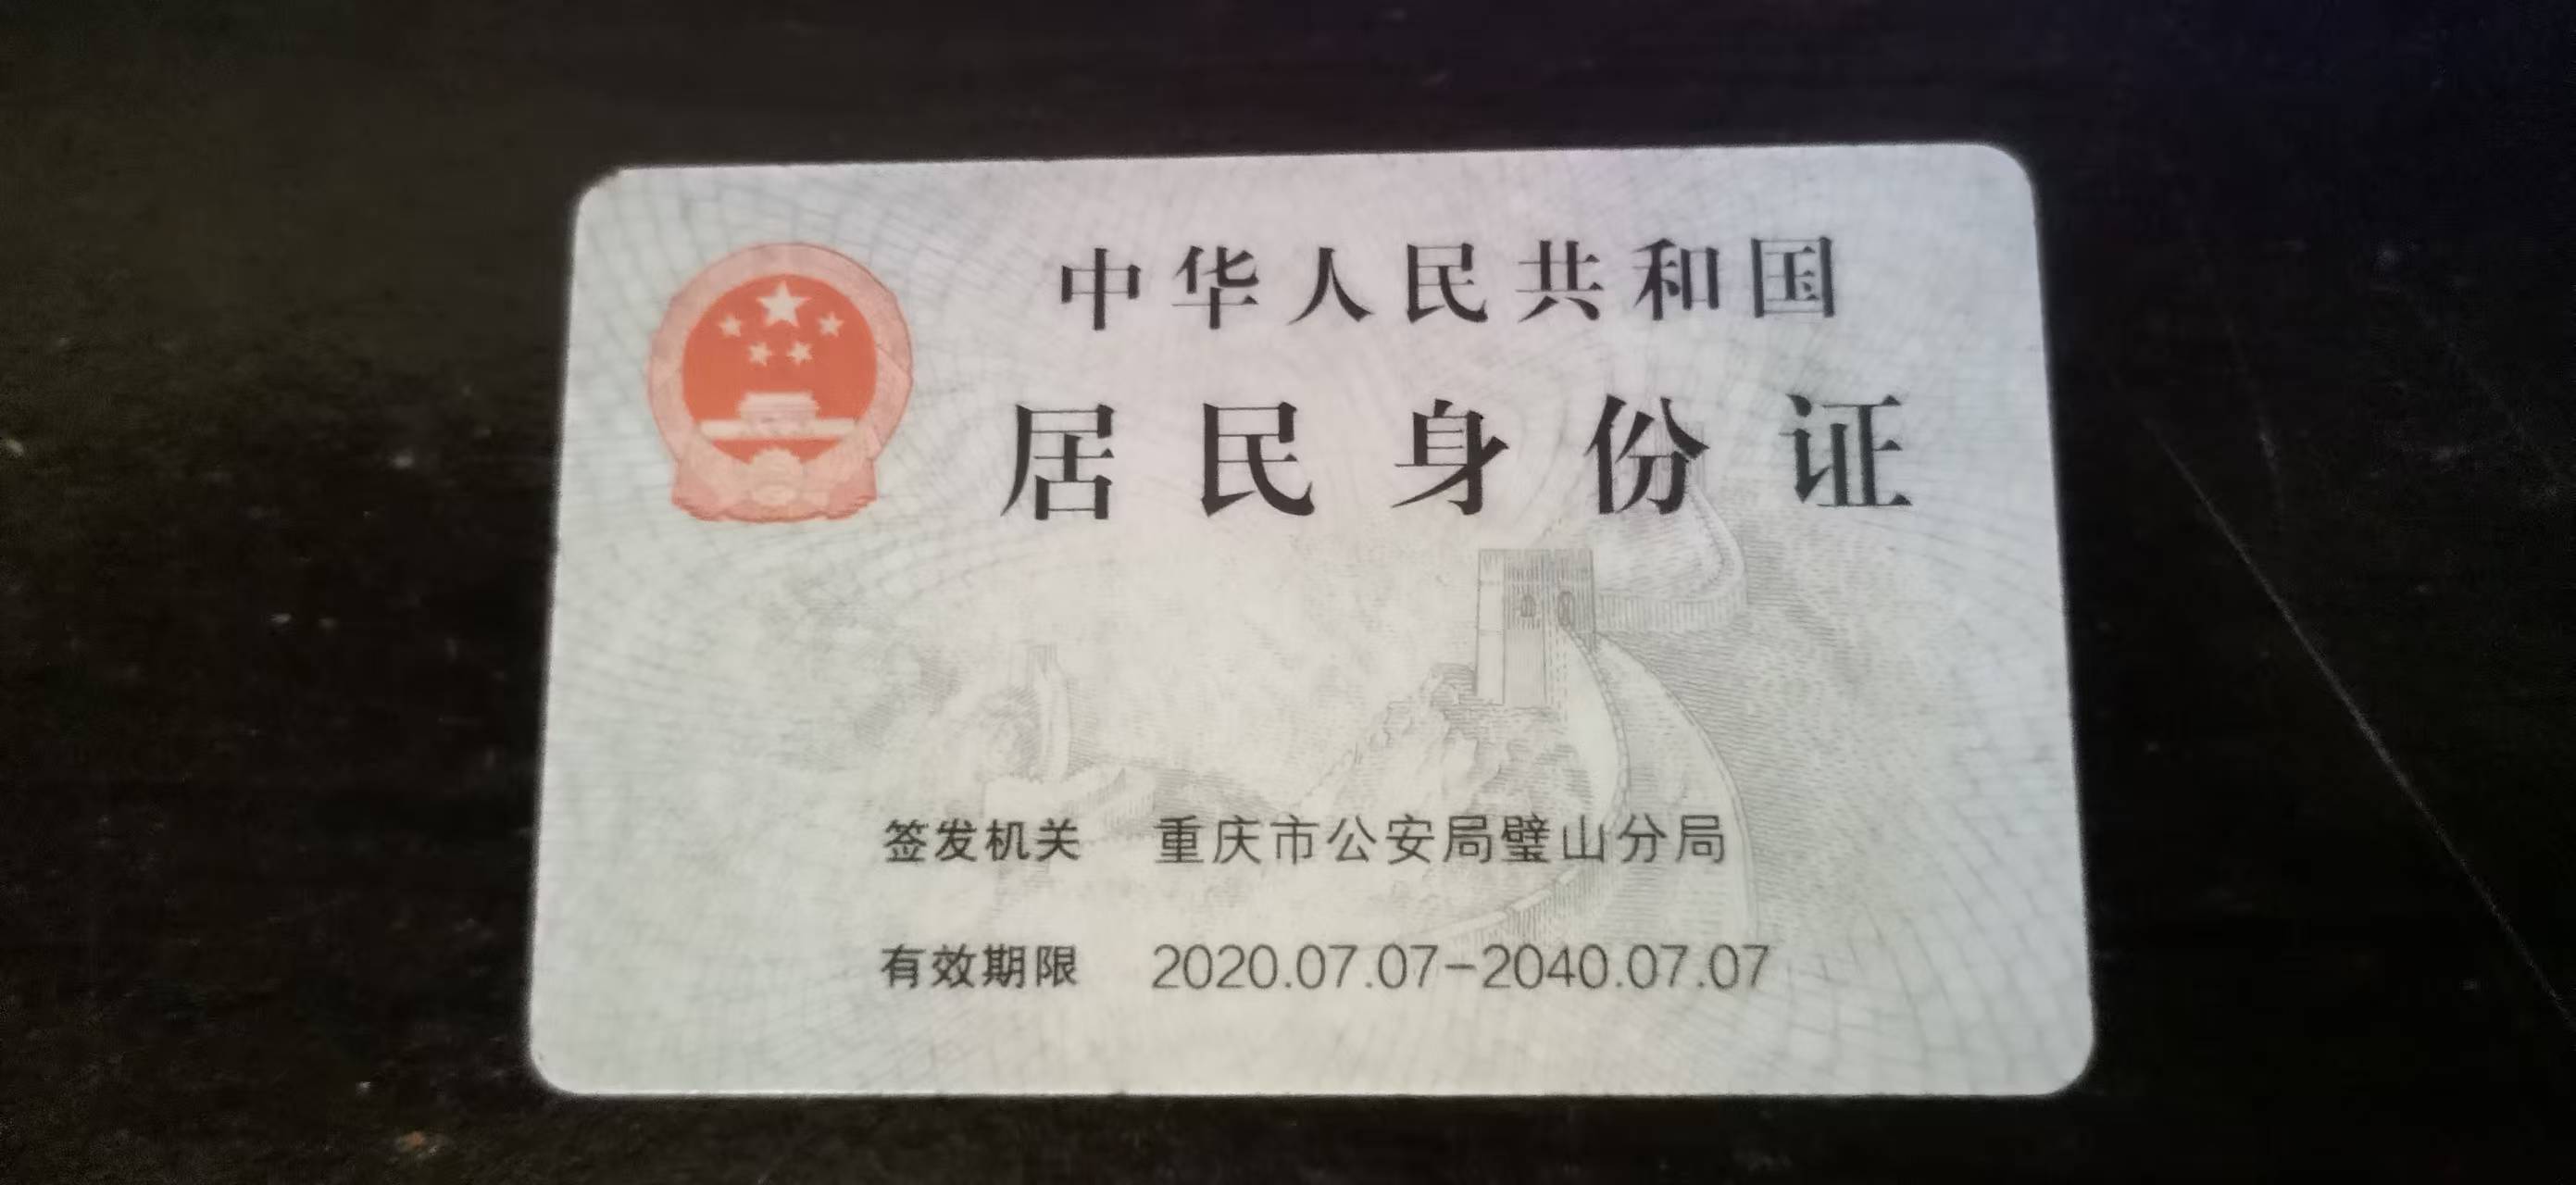 中华人民共和国
居民身份证
签发机关 重庆市公安局璧山分局
有效期限 2020.07.07-2040.07.07